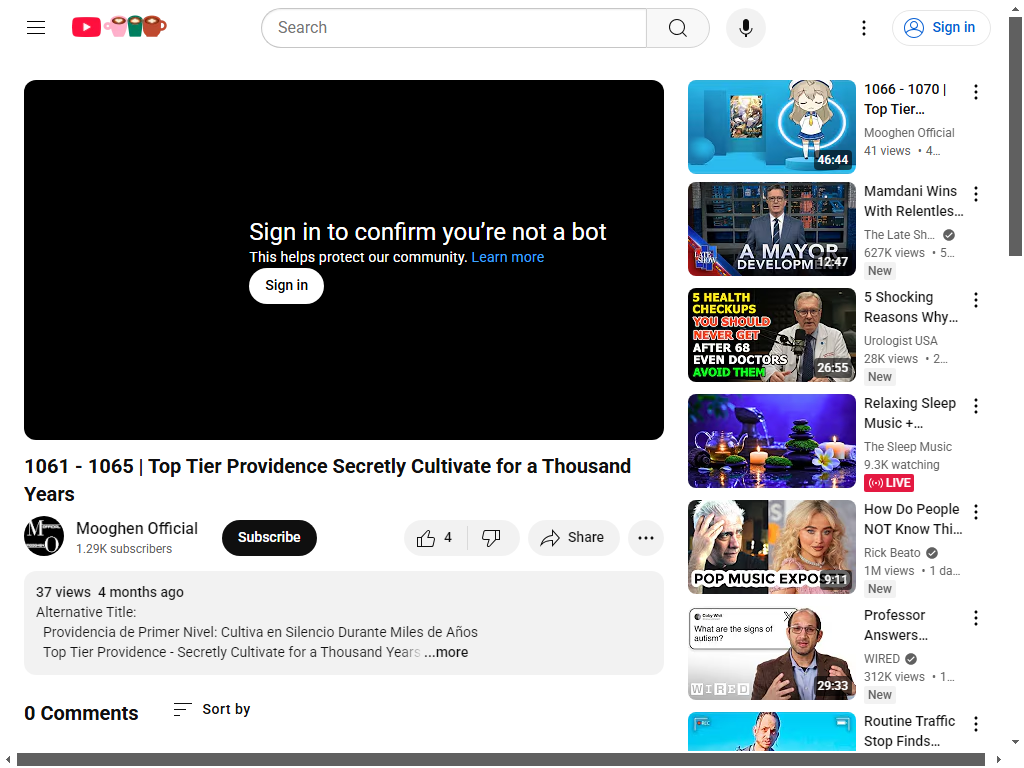 Search
Sign in
Sign in to confirm you're not a bot
This helps protect our community. Learn more
Sign in
1061 - 1065 | Top Tier Providence Secretly Cultivate for a Thousand
Years
Mooghen Official
1.29K subscribers
Subscribe
4
Share
37 views 4 months ago
Alternative Title:
Providencia de Primer Nivel: Cultiva en Silencio Durante Miles de Años
Top Tier Providence - Secretly Cultivate for a Thousand Years ...more
0 Comments
Sort by
46:44
1066 - 1070 |
Top Tier...
Mooghen Official
41 views • 4...
LATE SHOW
A MAYOR
DEVELOPMENT
12:47
Mamdani Wins
With Relentles...
The Late Sh...
627K views • 5...
New
5 HEALTH
CHECKUPS
YOU SHOULD
NEVER GET
AFTER 68
EVEN DOCTORS
AVOID THEM
26:55
5 Shocking
Reasons Why...
Urologist USA
28K views • 2...
New
Relaxing Sleep
Music +...
The Sleep Music
9.3K watching
LIVE
POP MUSIC EXPOSED
9:11
How Do People
NOT Know Thi...
Rick Beato
1M views • 1 da...
New
What are the signs of
autism?
WIRED
29:33
Professor
Answers...
WIRED
312K views • 1...
New
Routine Traffic
Stop Finds...